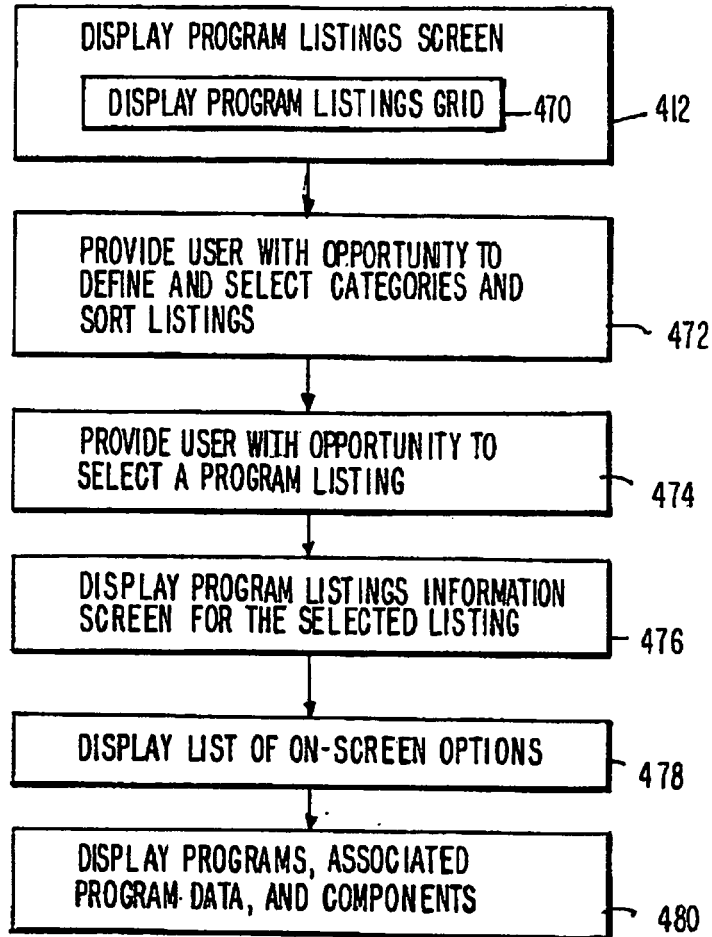 DISPLAY PROGRAM LISTINGS SCREEN
DISPLAY PROGRAM LISTINGS GRID
470
412
PROVIDE USER WITH OPPORTUNITY TO
DEFINE AND SELECT CATEGORIES AND
SORT LISTINGS
472
PROVIDE USER WITH OPPORTUNITY TO
SELECT A PROGRAM LISTING
474
DISPLAY PROGRAM LISTINGS INFORMATION
SCREEN FOR THE SELECTED LISTING
476
DISPLAY LIST OF ON-SCREEN OPTIONS
478
DISPLAY PROGRAMS, ASSOCIATED
PROGRAM DATA, AND COMPONENTS
480